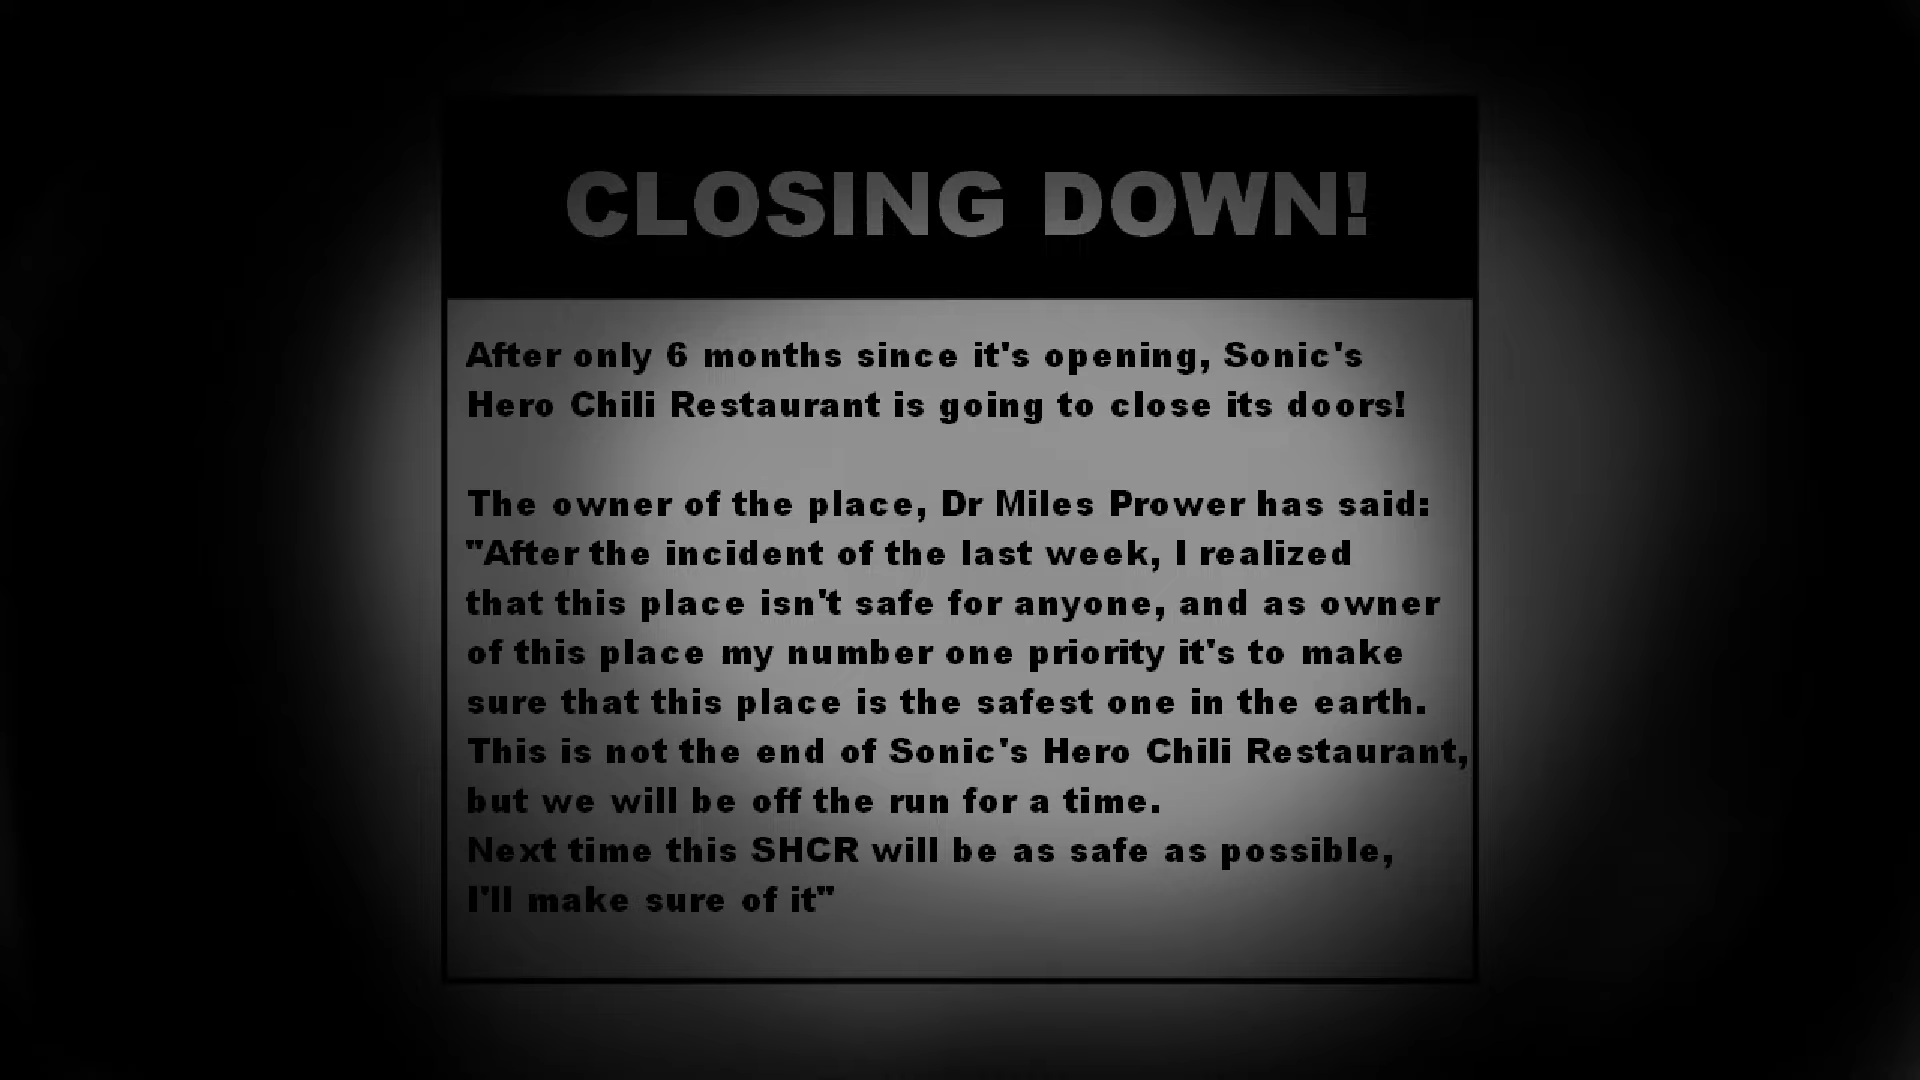 CLOSING DOWN!
After only 6 months since it's opening, Sonic's
Hero Chili Restaurant is going to close its doors!
The owner of the place, Dr Miles Prower has said:
"After the incident of the last week, I realized
that this place isn't safe for anyone, and as owner
of this place my number one priority it's to make
sure that this place is the safest one in the earth.
This is not the end of Sonic's Hero Chili Restaurant,
but we will be off the run for a time.
Next time this SHCR will be as safe as possible,
I'll make sure of it"